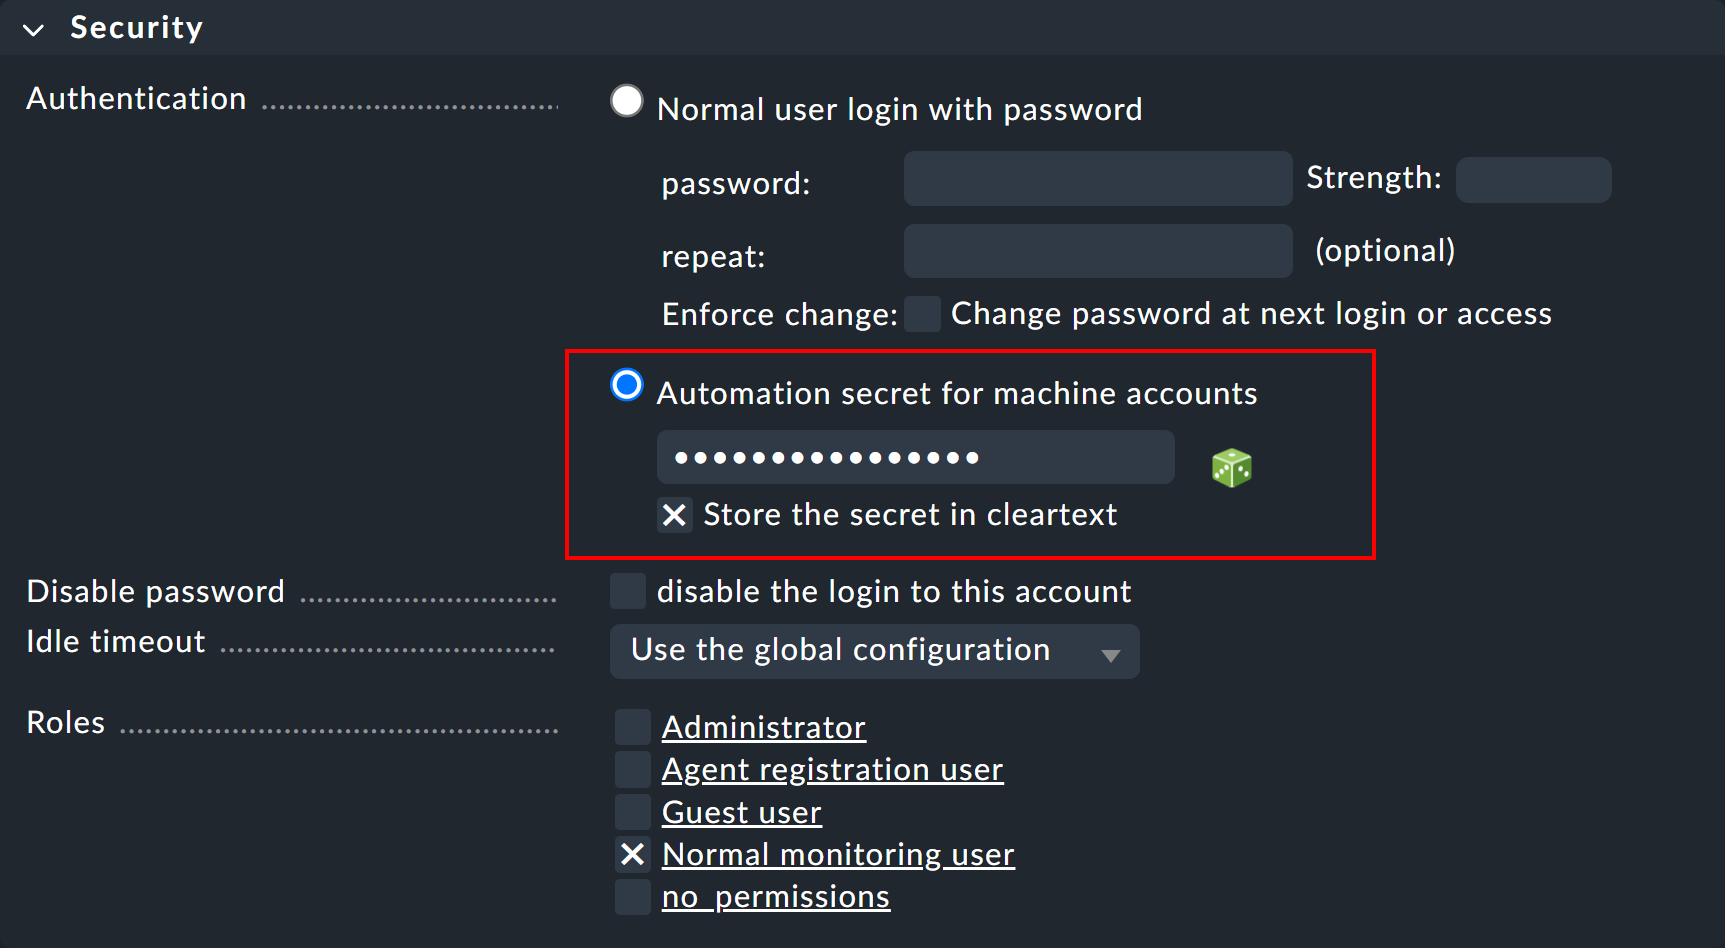 Security
Authentication
Normal user login with password
password: Strength:
repeat: (optional)
Enforce change: Change password at next login or access
Automation secret for machine accounts
••••••••••••••••
Store the secret in cleartext
Disable password disable the login to this account
Idle timeout Use the global configuration
Roles Administrator
Agent registration user
Guest user
Normal monitoring user
no_permissions